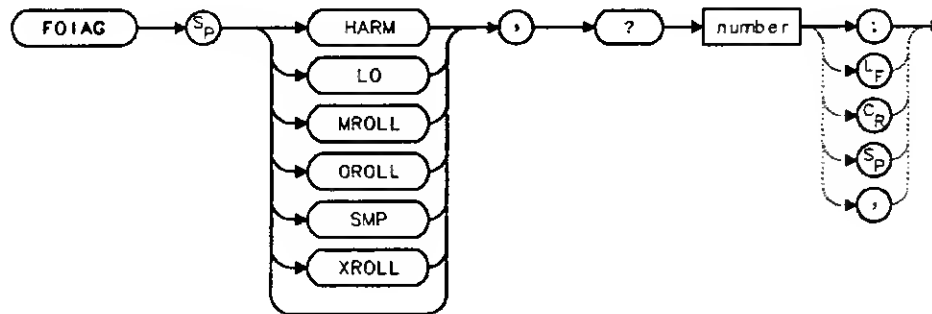 FDIAG SP HARM , ? number :
LO LF
MROLL CR
OROLL SP
SMP ,
XROLL